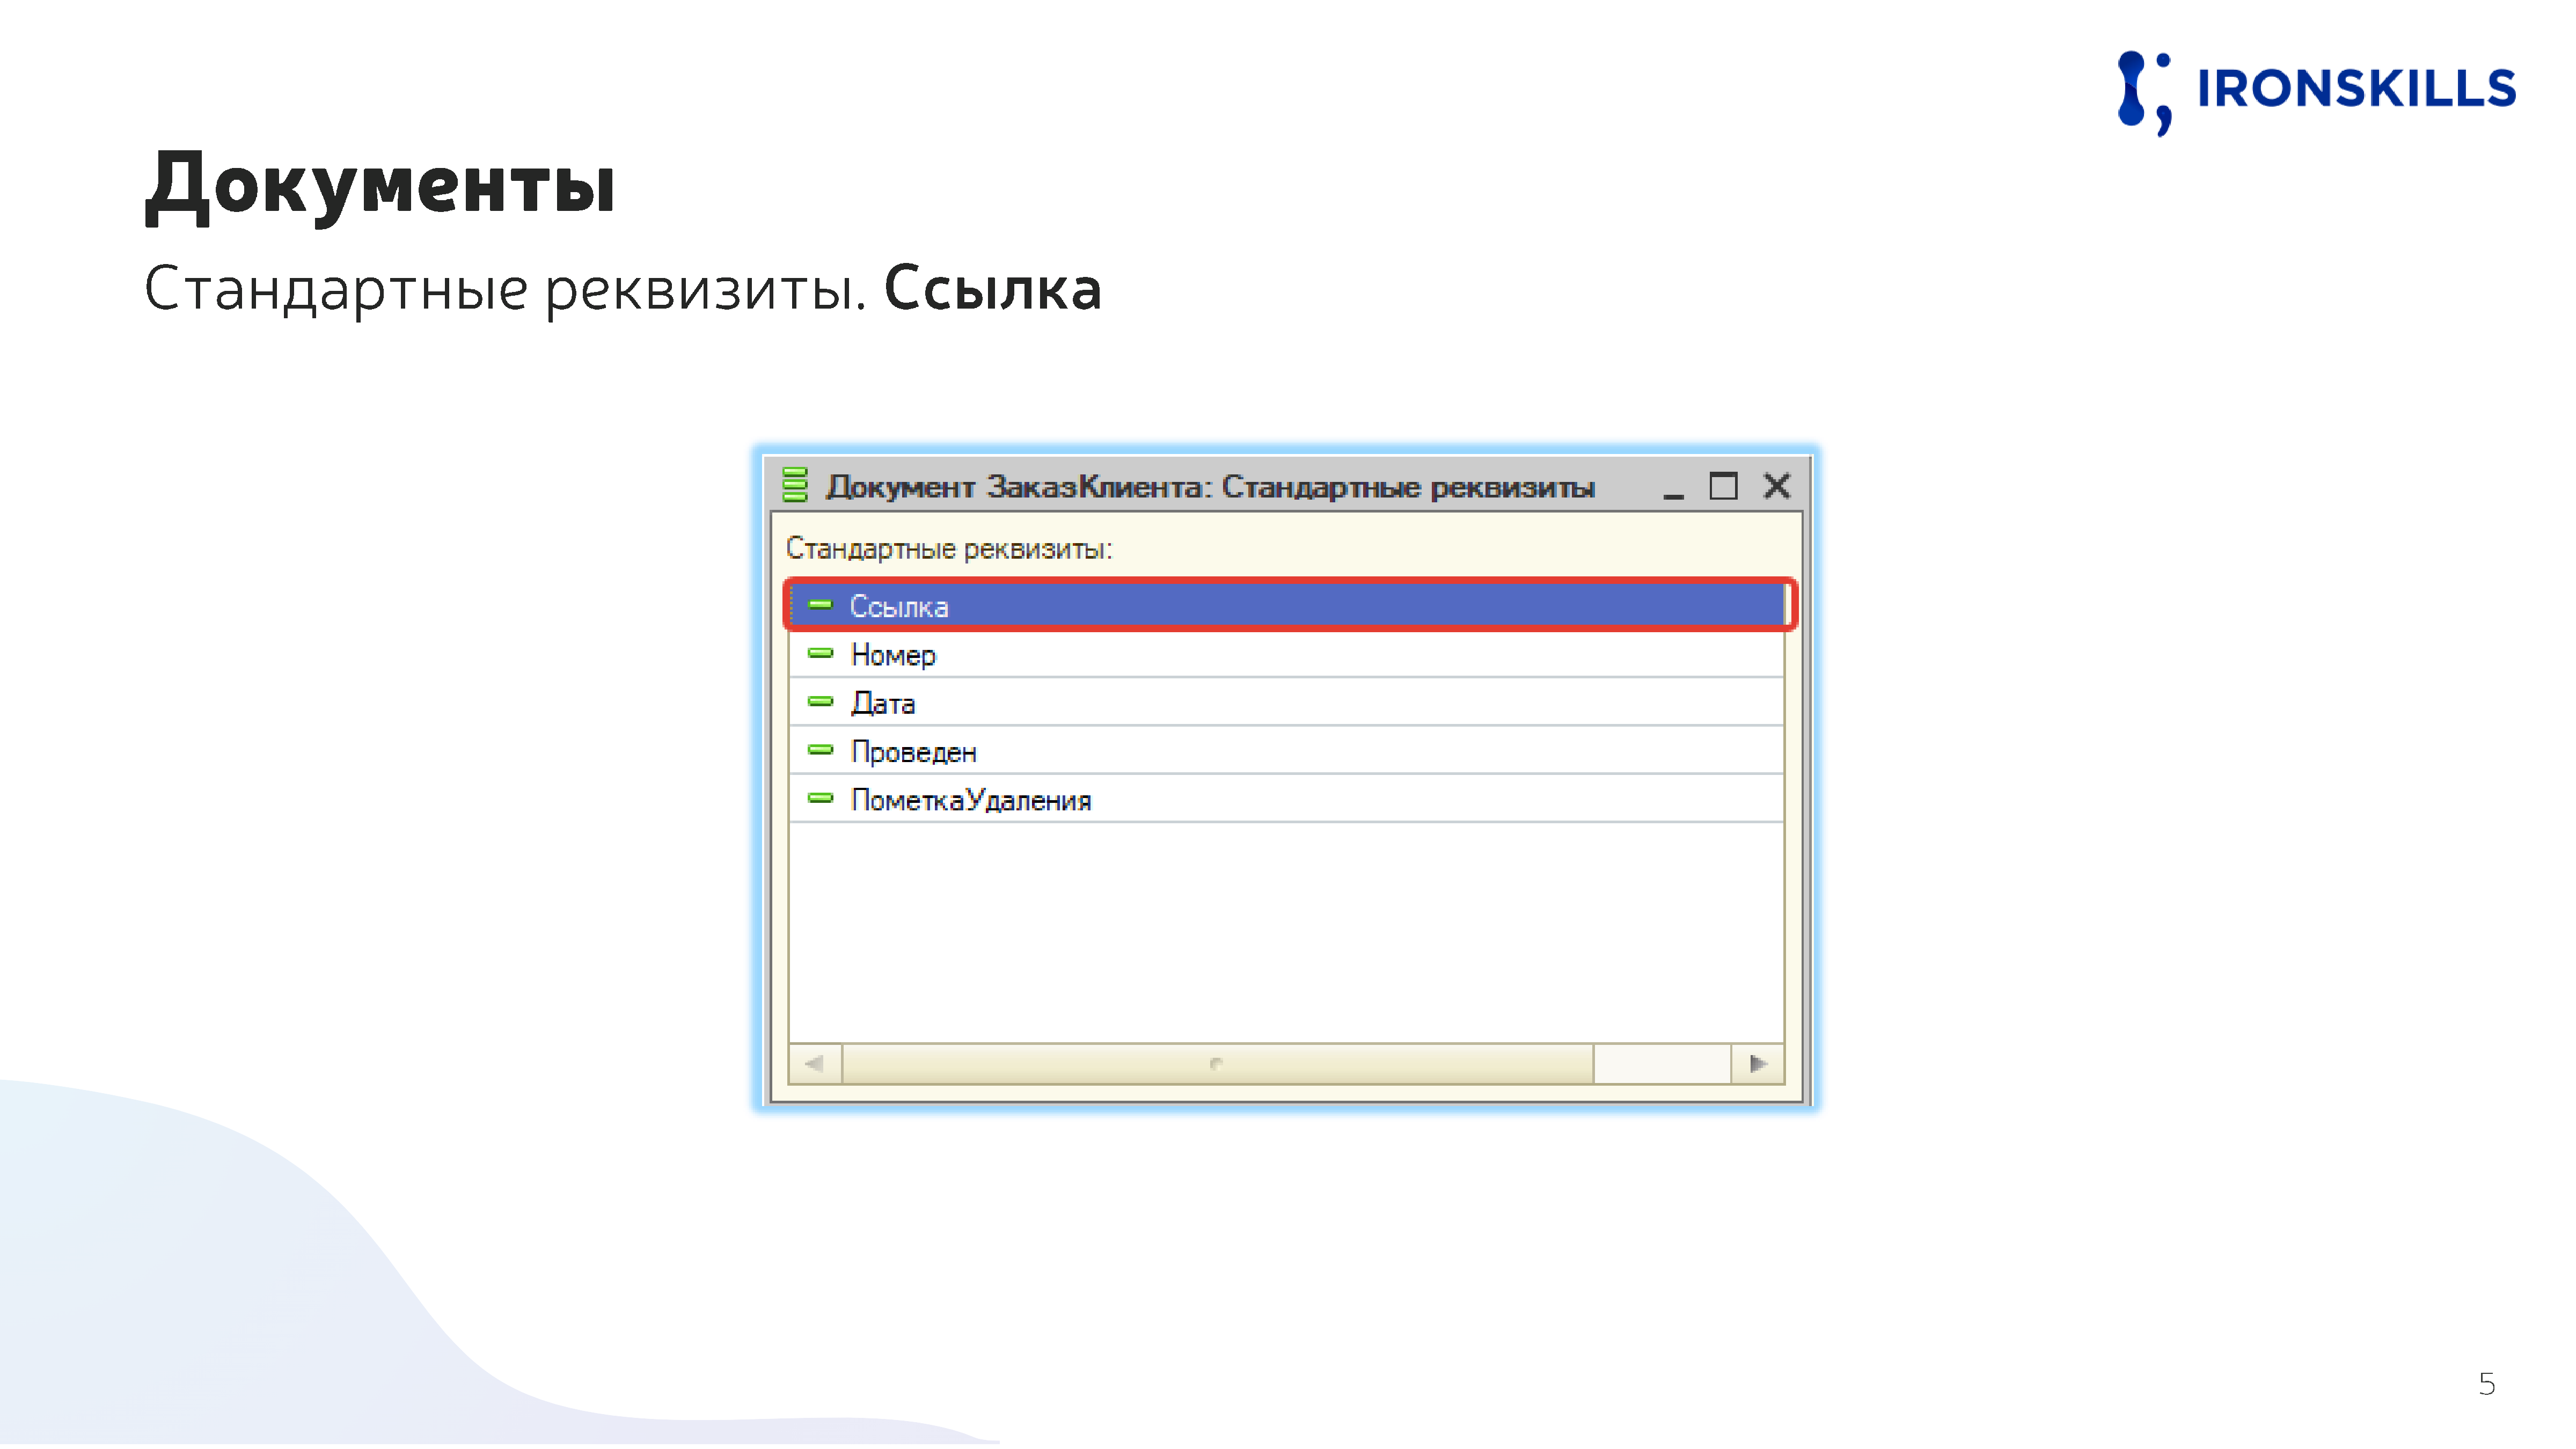 IRONSKILLS
Документы
Стандартные реквизиты. Ссылка
Документ ЗаказКлиента: Стандартные реквизиты
Стандартные реквизиты:
Ссылка
Номер
Дата
Проведен
ПометкаУдаления
5